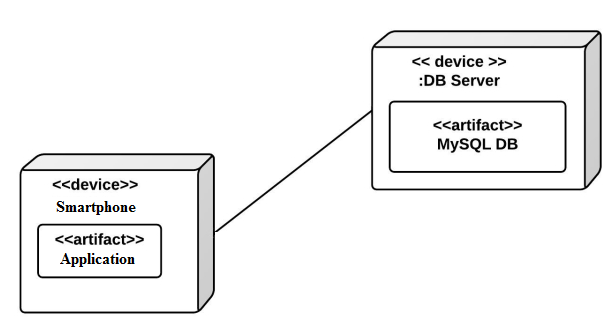 << device >>
:DB Server
<<artifact>>
MySQL DB
<<device>>
Smartphone
<<artifact>>
Application